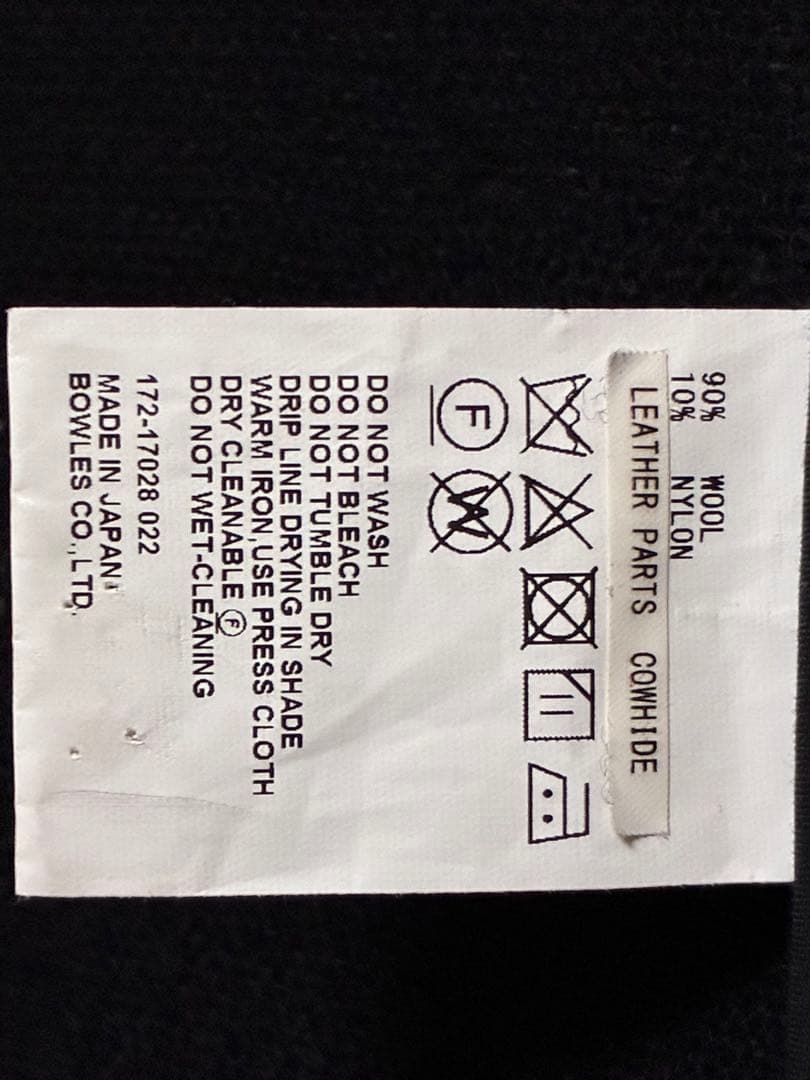 90% WOOL
10% NYLON
LEATHER PARTS COWHIDE
F W
DO NOT WASH
DO NOT BLEACH
DO NOT TUMBLE DRY
DRIP LINE DRYING IN SHADE
WARM IRON,USE PRESS CLOTH
DRY CLEANABLE Ⓕ
DO NOT WET-CLEANING
172-17028 022
MADE IN JAPAN
BOWLES CO.,LTD.